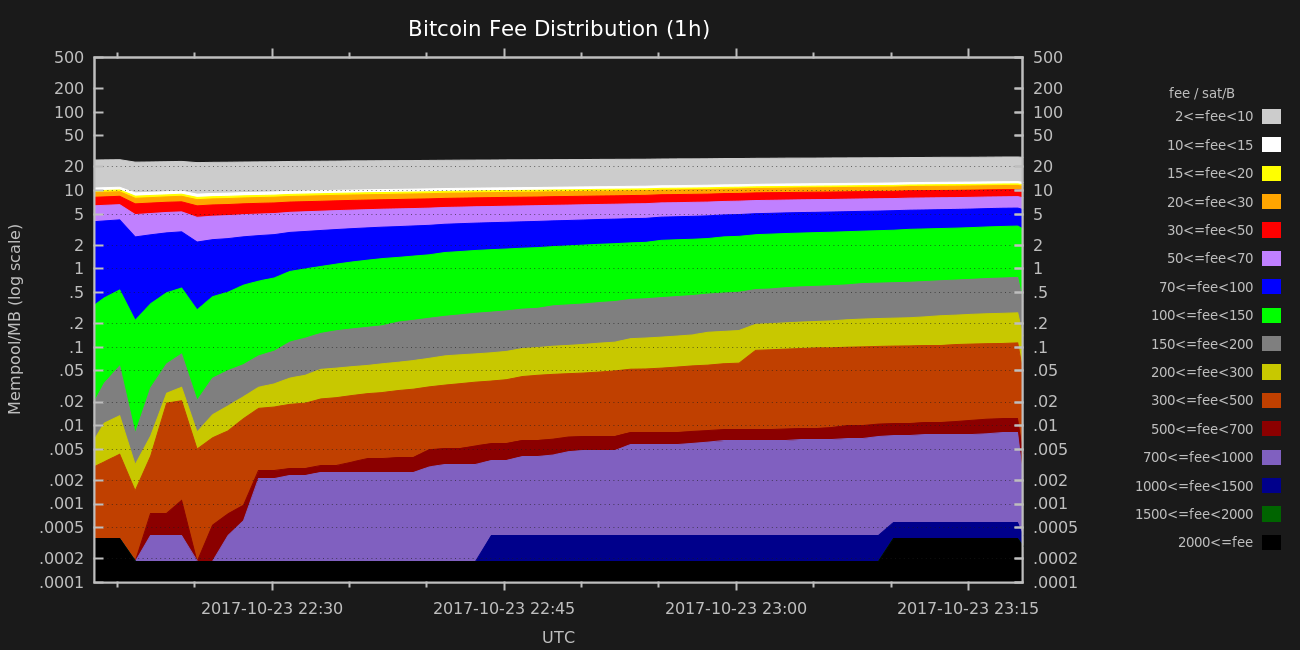 Bitcoin Fee Distribution (1h)
500 500
200 200
100 100
50 50
20 20
10 10
5 5
2 2
1 1
.5 .5
.2 .2
.1 .1
.05 .05
.02 .02
.01 .01
.005 .005
.002 .002
.001 .001
.0005 .0005
.0002 .0002
.0001 .0001
Mempool/MB (log scale)
2017-10-23 22:30 2017-10-23 22:45 2017-10-23 23:00 2017-10-23 23:15
UTC
fee / sat/B
2<=fee<10
10<=fee<15
15<=fee<20
20<=fee<30
30<=fee<50
50<=fee<70
70<=fee<100
100<=fee<150
150<=fee<200
200<=fee<300
300<=fee<500
500<=fee<700
700<=fee<1000
1000<=fee<1500
1500<=fee<2000
2000<=fee